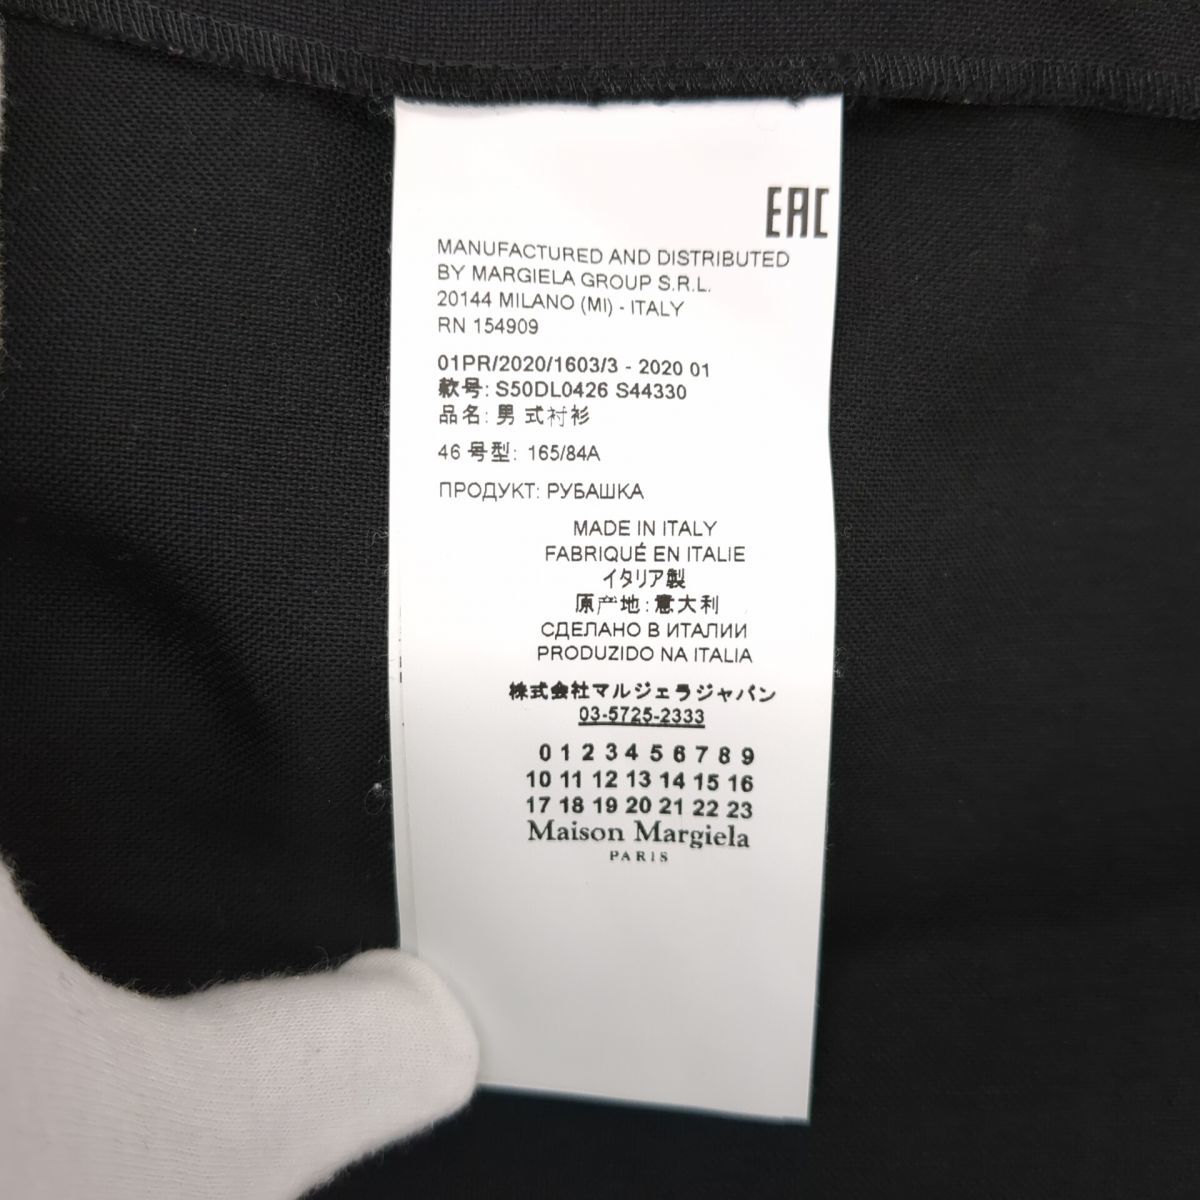 EAC
MANUFACTURED AND DISTRIBUTED
BY MARGIELA GROUP S.R.L.
20144 MILANO (MI) - ITALY
RN 154909
01PR/2020/1603/3 - 2020 01
款号: S50DL0426 S44330
品名: 男 式衬衫
46 号型: 165/84A
ПРОДУКТ: РУБАШКА
MADE IN ITALY
FABRIQUÉ EN ITALIE
イタリア製
原产地: 意大利
СДЕЛАНО В ИТАЛИИ
PRODUZIDO NA ITALIA
株式会社マルジェラジャパン
03-5725-2333
0 1 2 3 4 5 6 7 8 9
10 11 12 13 14 15 16
17 18 19 20 21 22 23
Maison Margiela
PARIS